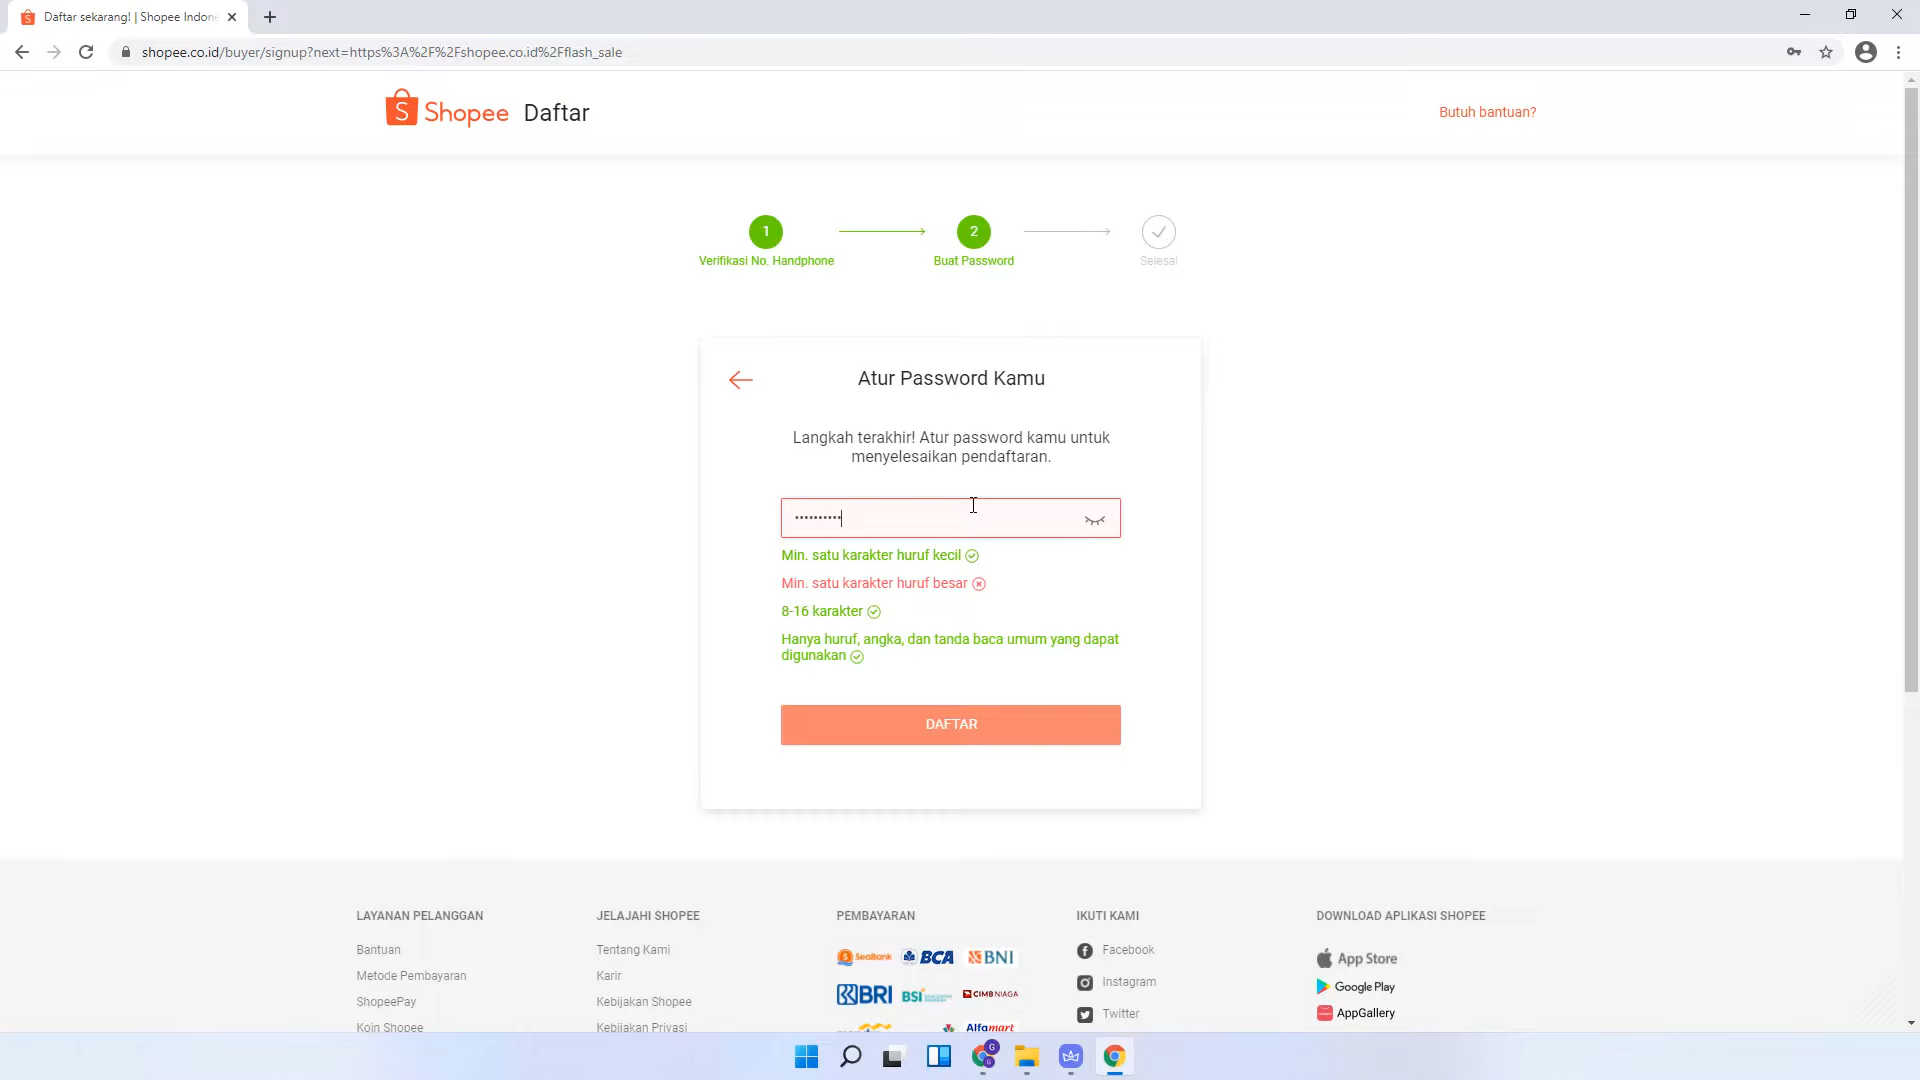 Daftar sekarang! | Shopee Indone
shopee.co.id/buyer/signup?next=https%3A%2F%2Fshopee.co.id%2Fflash_sale
Shopee Daftar
Butuh bantuan?
1
2
Verifikasi No. Handphone
Buat Password
Selesai
Atur Password Kamu
Langkah terakhir! Atur password kamu untuk
menyelesaikan pendaftaran.
••••••••••
Min. satu karakter huruf kecil
Min. satu karakter huruf besar
8-16 karakter
Hanya huruf, angka, dan tanda baca umum yang dapat
digunakan
DAFTAR
LAYANAN PELANGGAN
Bantuan
Metode Pembayaran
ShopeePay
Koin Shopee
JELAJAHI SHOPEE
Tentang Kami
Karir
Kebijakan Shopee
Kebijakan Privasi
PEMBAYARAN
SeaBank BCA BNI
BRI BSI CIMB NIAGA
Alfamart
IKUTI KAMI
Facebook
Instagram
Twitter
DOWNLOAD APLIKASI SHOPEE
App Store
Google Play
AppGallery